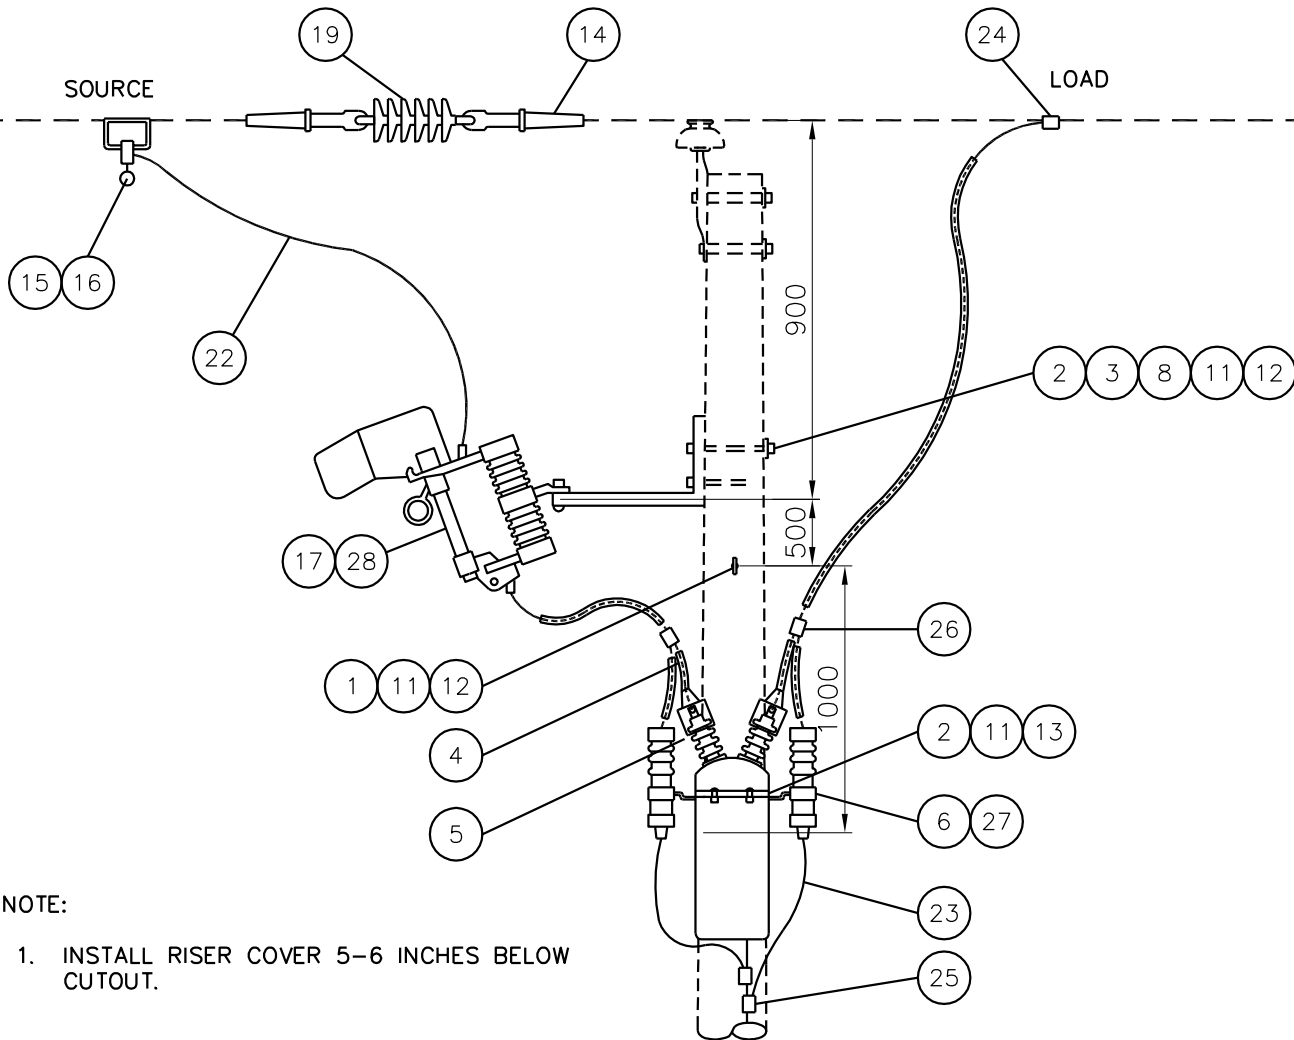 19
14
24
SOURCE
LOAD
15 16
22
900
2 3 8 11 12
500
17 28
26
1 11 12
1000
4
2 11 13
5
6 27
23
NOTE:
1. INSTALL RISER COVER 5-6 INCHES BELOW
CUTOUT.
25